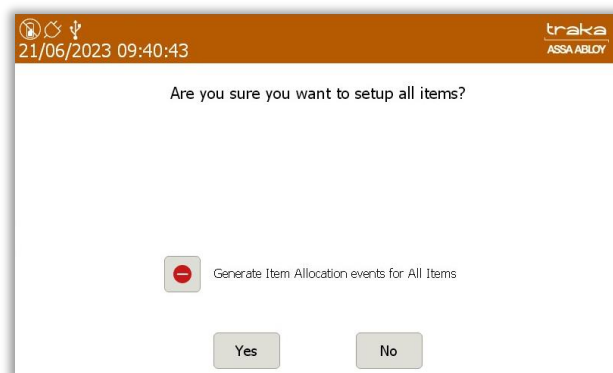 traka
21/06/2023 09:40:43
ASSA ABLOY
Are you sure you want to setup all items?
Generate Item Allocation events for All Items
Yes
No